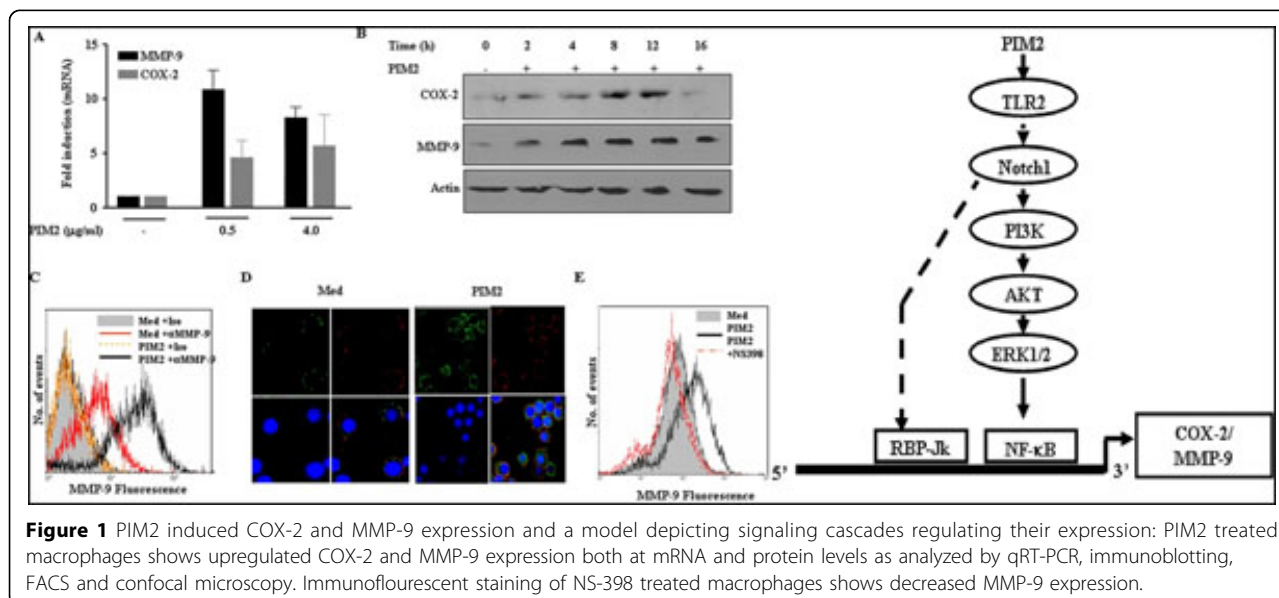 A
15
10
5
0
Fold induction (mRNA)
MMP-9
COX-2
PIM2 (µg/ml)
-
0.5
4.0
B
Time (h) 0 2 4 8 12 16
PIM2 - + + + + +
COX-2
MMP-9
Actin
C
No. of events
Med +Iso
Med +αMMP-9
PIM2 +Iso
PIM2 +αMMP-9
MMP-9 Fluorescence
D
Med PIM2
E
No. of events
Med
PIM2
PIM2
+NS398
MMP-9 Fluorescence
PIM2
TLR2
Notch1
PI3K
AKT
ERK1/2
RBP-Jk
NF-κB
COX-2/
MMP-9
5'
3'
Figure 1 PIM2 induced COX-2 and MMP-9 expression and a model depicting signaling cascades regulating their expression: PIM2 treated
macrophages shows upregulated COX-2 and MMP-9 expression both at mRNA and protein levels as analyzed by qRT-PCR, immunoblotting,
FACS and confocal microscopy. Immunoflourescent staining of NS-398 treated macrophages shows decreased MMP-9 expression.